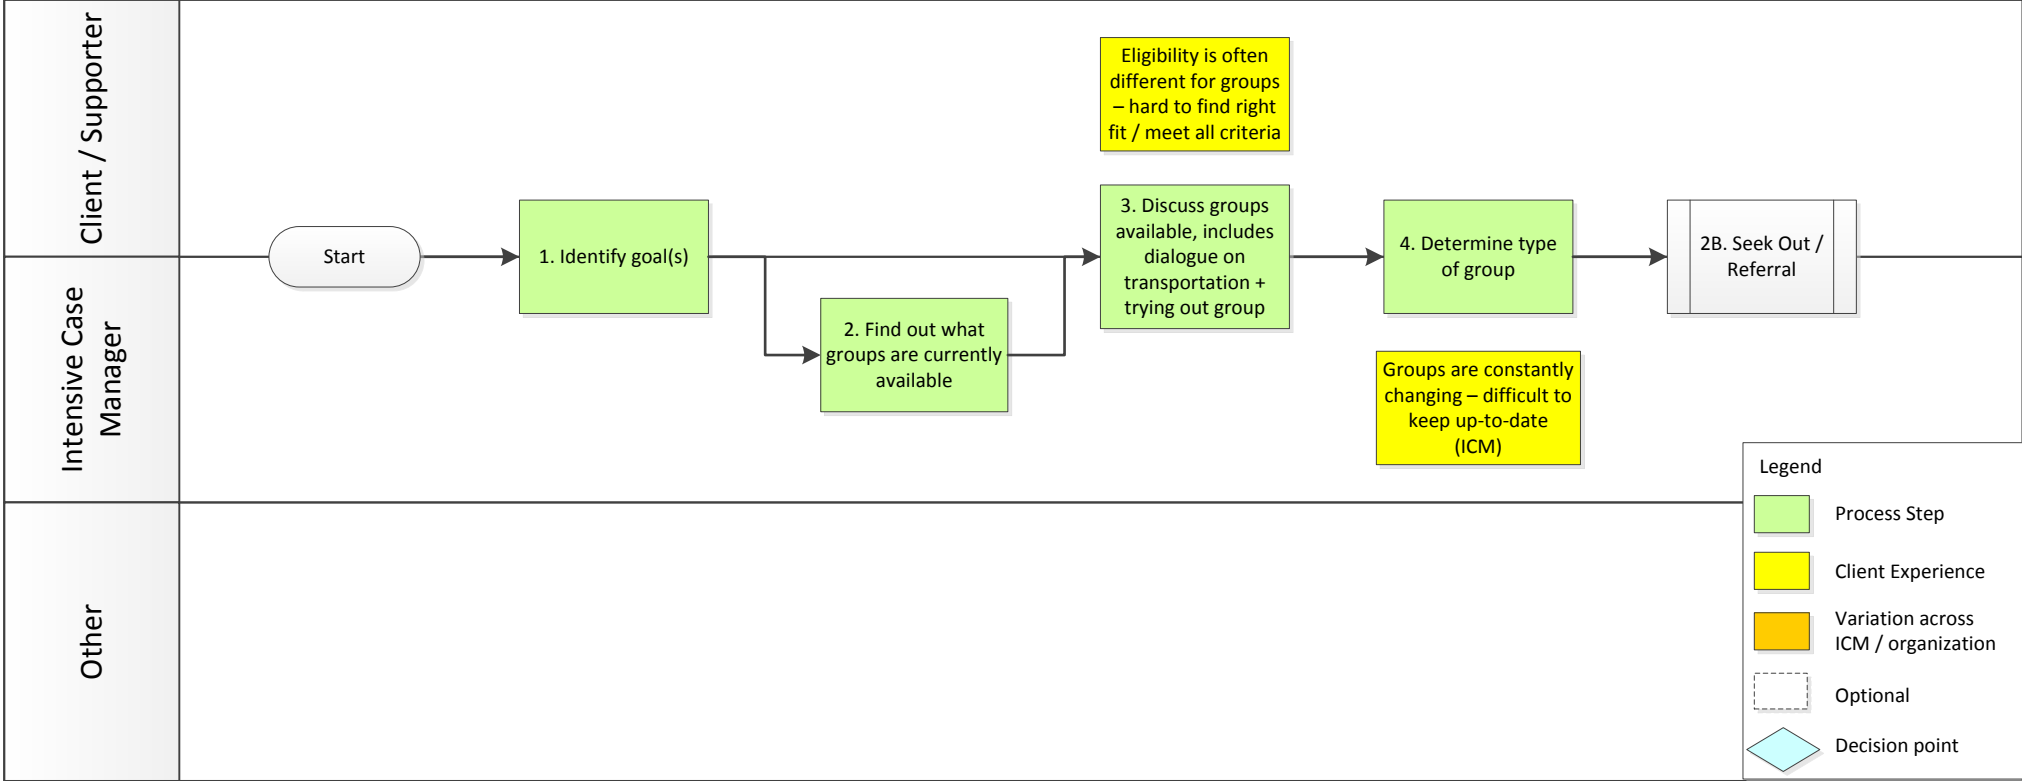 Client / Supporter
Eligibility is often
different for groups
– hard to find right
fit / meet all criteria
Start
1. Identify goal(s)
3. Discuss groups
available, includes
dialogue on
transportation +
trying out group
4. Determine type
of group
2B. Seek Out /
Referral
Intensive Case
Manager
2. Find out what
groups are currently
available
Groups are constantly
changing – difficult to
keep up-to-date
(ICM)
Other
Legend
Process Step
Client Experience
Variation across
ICM / organization
Optional
Decision point